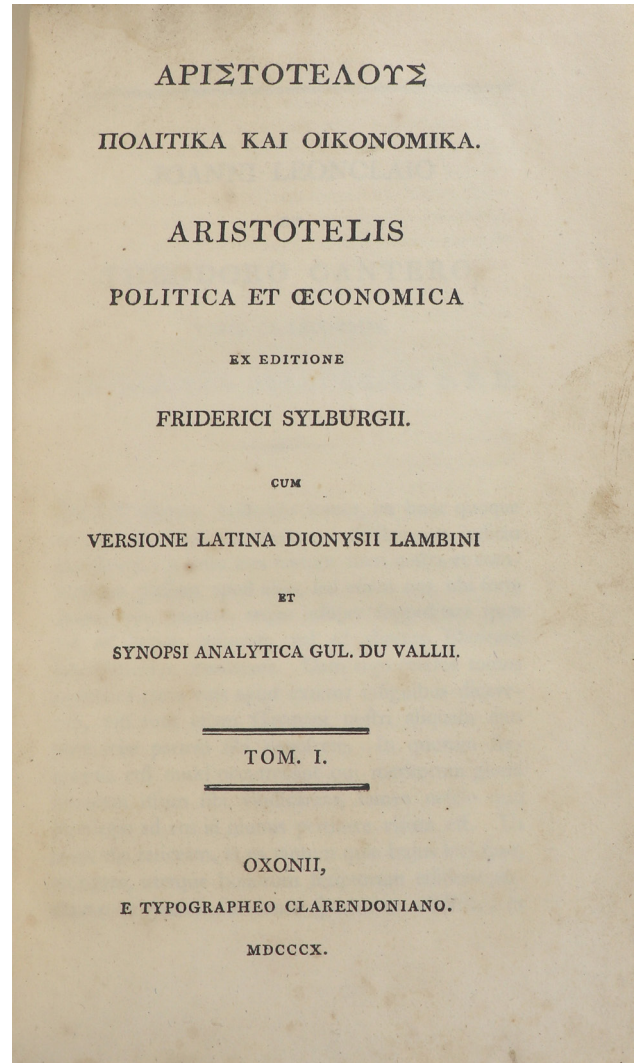 ΑΡΙΣΤΟΤΕΛΟΥΣ
ΠΟΛΙΤΙΚΑ ΚΑΙ ΟΙΚΟΝΟΜΙΚΑ.
ARISTOTELIS
POLITICA ET ŒCONOMICA
EX EDITIONE
FRIDERICI SYLBURGII.
CUM
VERSIONE LATINA DIONYSII LAMBINI
ET
SYNOPSI ANALYTICA GUL. DU VALLII.
TOM. I.
OXONII,
E TYPOGRAPHEO CLARENDONIANO.
MDCCCX.